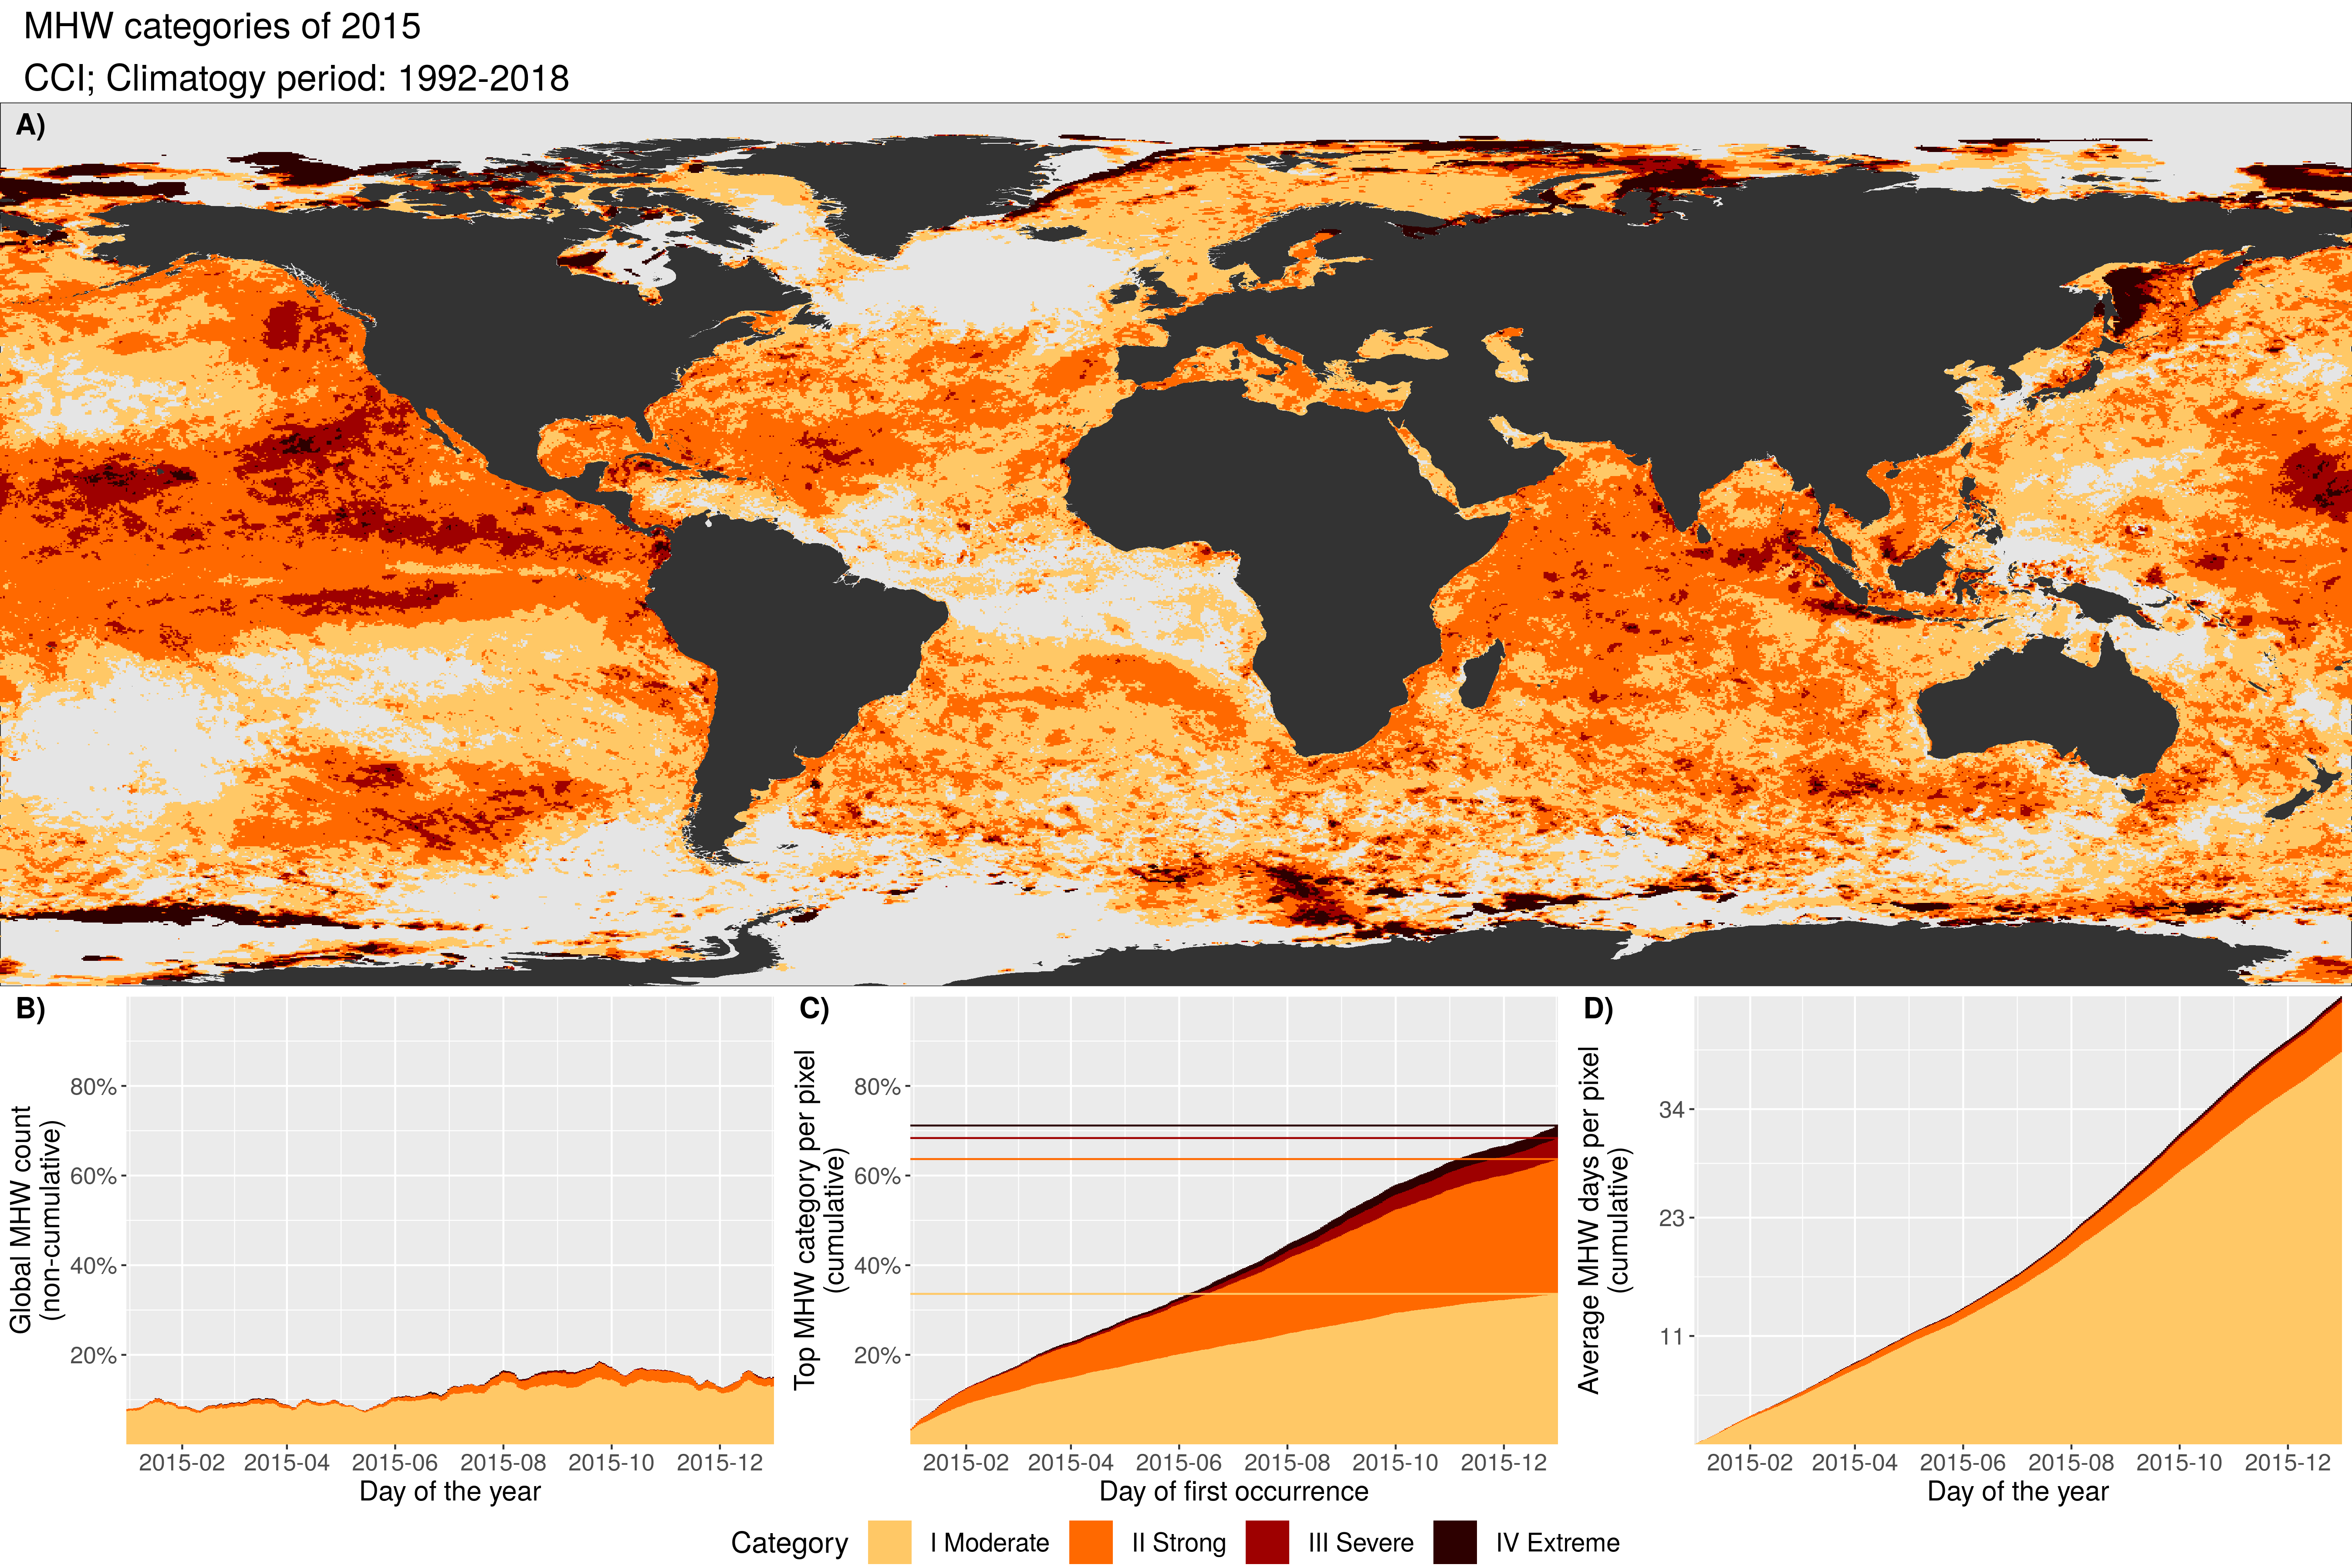 MHW categories of 2015
CCI; Climatogy period: 1992-2018
A)
B)
Global MHW count
(non-cumulative)
80%
60%
40%
20%
2015-02 2015-04 2015-06 2015-08 2015-10 2015-12
Day of the year
C)
Top MHW category per pixel
(cumulative)
80%
60%
40%
20%
2015-02 2015-04 2015-06 2015-08 2015-10 2015-12
Day of first occurrence
D)
Average MHW days per pixel
(cumulative)
34
23
11
2015-02 2015-04 2015-06 2015-08 2015-10 2015-12
Day of the year
Category I Moderate II Strong III Severe IV Extreme